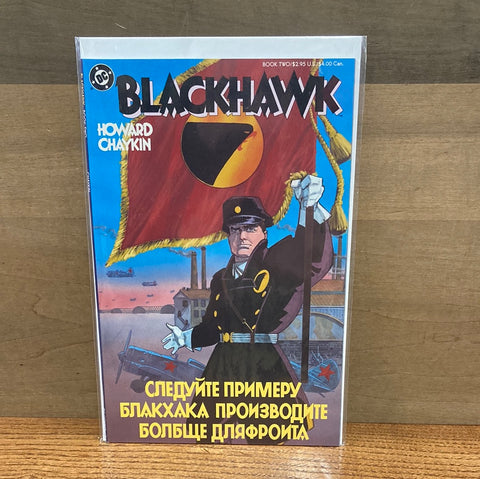 BOOK TWO/$2.95 U.S./$4.00 Can.
DC
BLACKHAWK
HOWARD
CHAYKIN
СЛЕДУЙТЕ ПРИМЕРУ
БЛАКХАКА ПРОИЗВОДИТЕ
БОЛБЩЕ ДЛЯФРОИТА